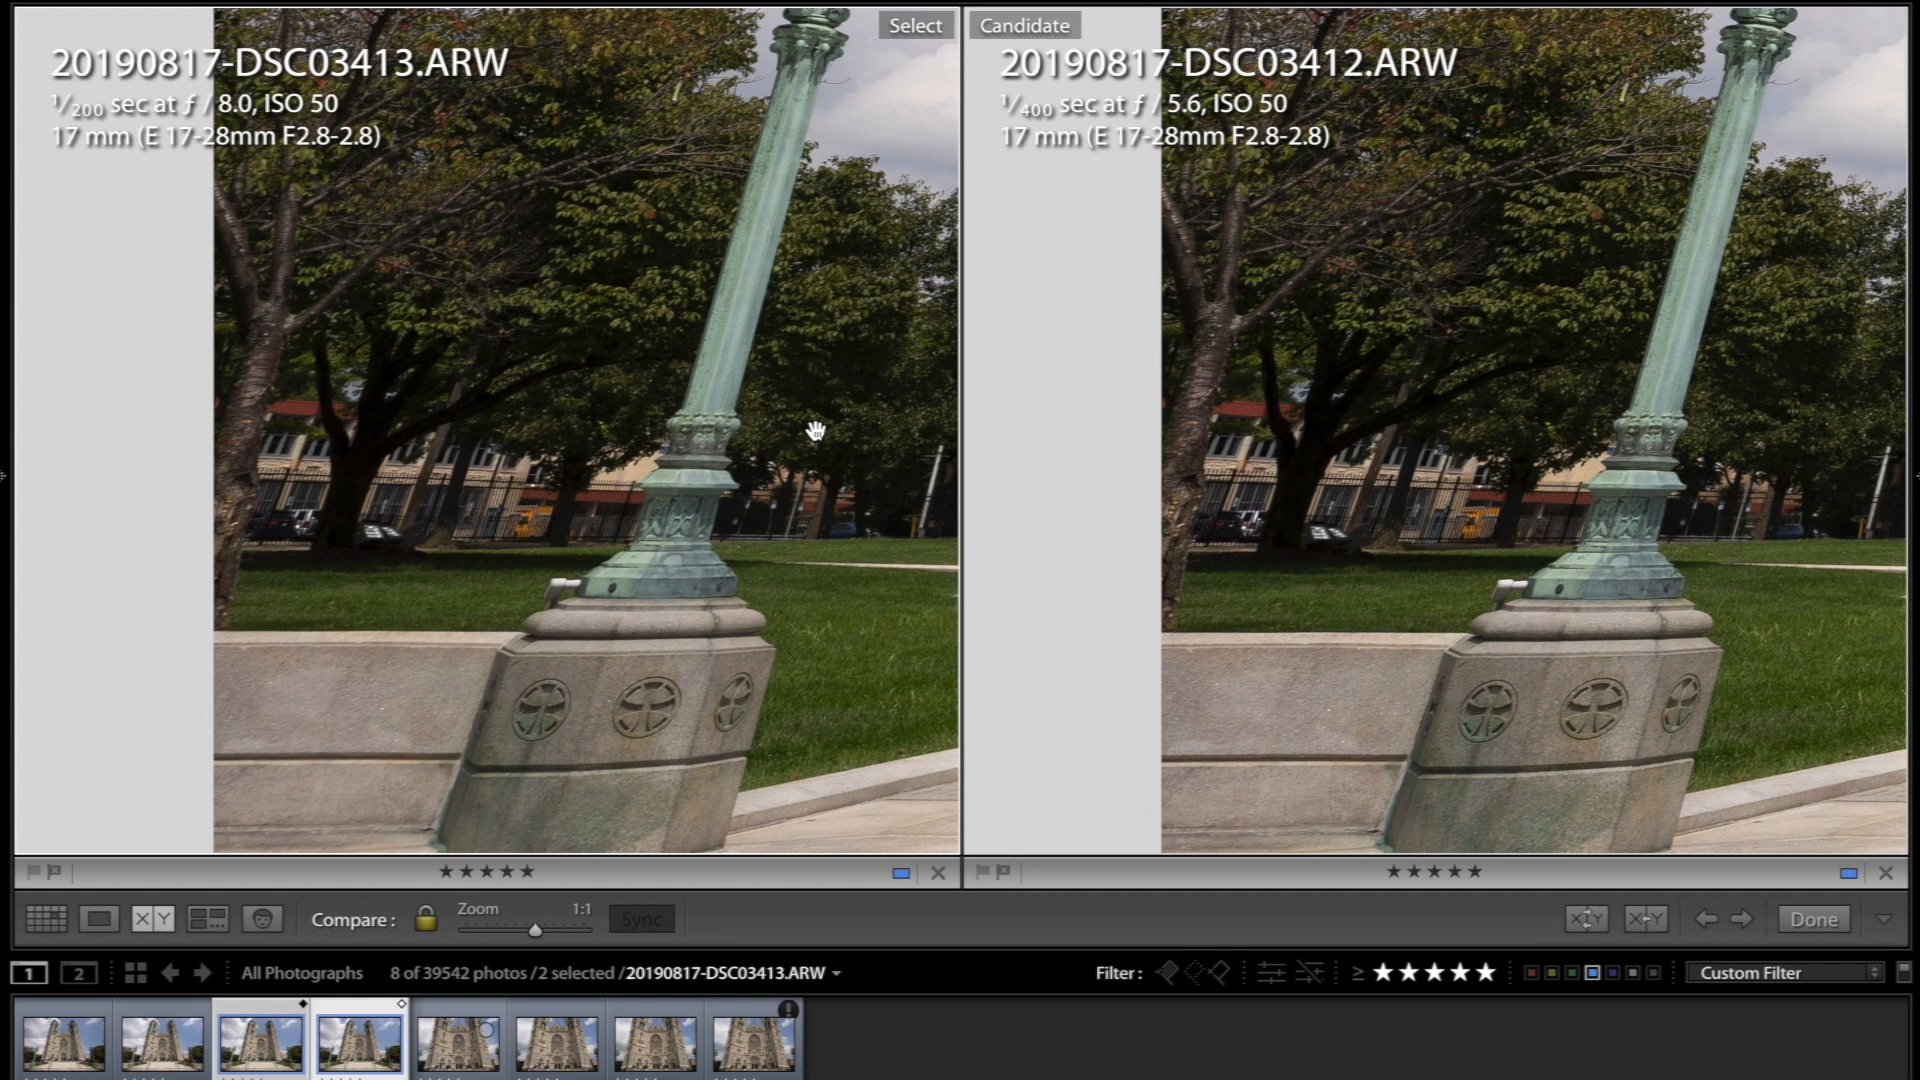 Select
20190817-DSC03413.ARW
1/200 sec at ƒ / 8.0, ISO 50
17 mm (E 17-28mm F2.8-2.8)
Candidate
20190817-DSC03412.ARW
1/400 sec at ƒ / 5.6, ISO 50
17 mm (E 17-28mm F2.8-2.8)
★★★★★
★★★★★
X Y Compare : Zoom 1:1 Sync X Y X Y Done
1 2 All Photographs 8 of 39542 photos / 2 selected / 20190817-DSC03413.ARW Filter : ≥ ★★★★★ Custom Filter